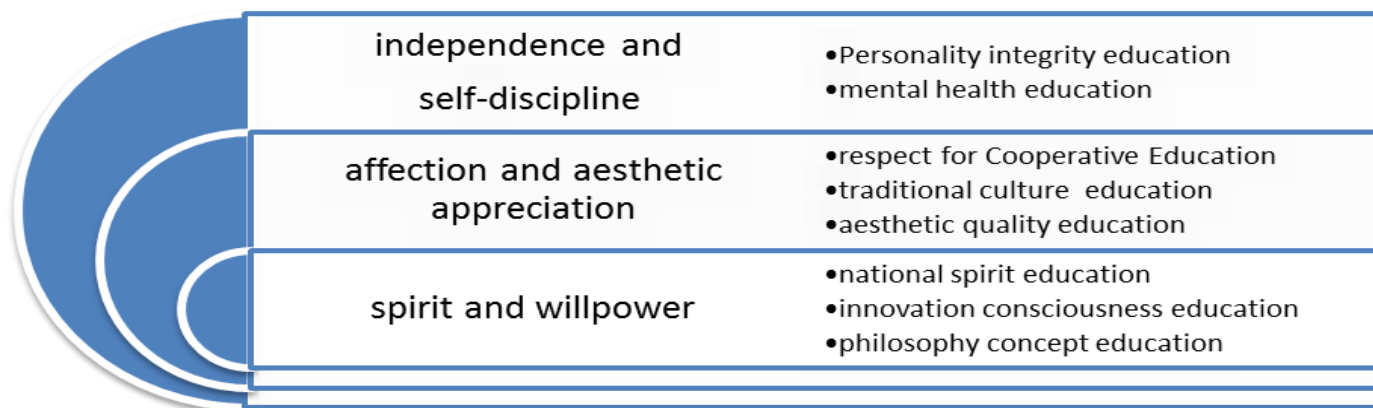 independence and
self-discipline
•Personality integrity education
•mental health education
affection and aesthetic
appreciation
•respect for Cooperative Education
•traditional culture education
•aesthetic quality education
spirit and willpower
•national spirit education
•innovation consciousness education
•philosophy concept education